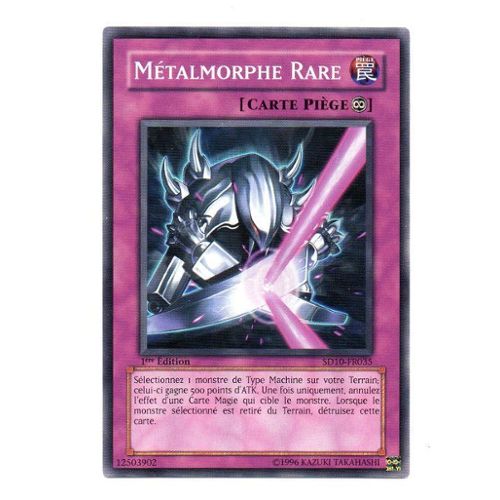 MÉTALMORPHE RARE
PIÈGE
罠
[CARTE PIÈGE]
1ère Edition
SD10-FR035
Sélectionnez 1 monstre de Type Machine sur votre Terrain;
celui-ci gagne 500 points d'ATK. Une fois uniquement, annulez
l'effet d'une Carte Magie qui cible le monstre. Lorsque le
monstre sélectionné est retiré du Terrain, détruisez cette
carte.
12503902
©1996 KAZUKI TAKAHASHI